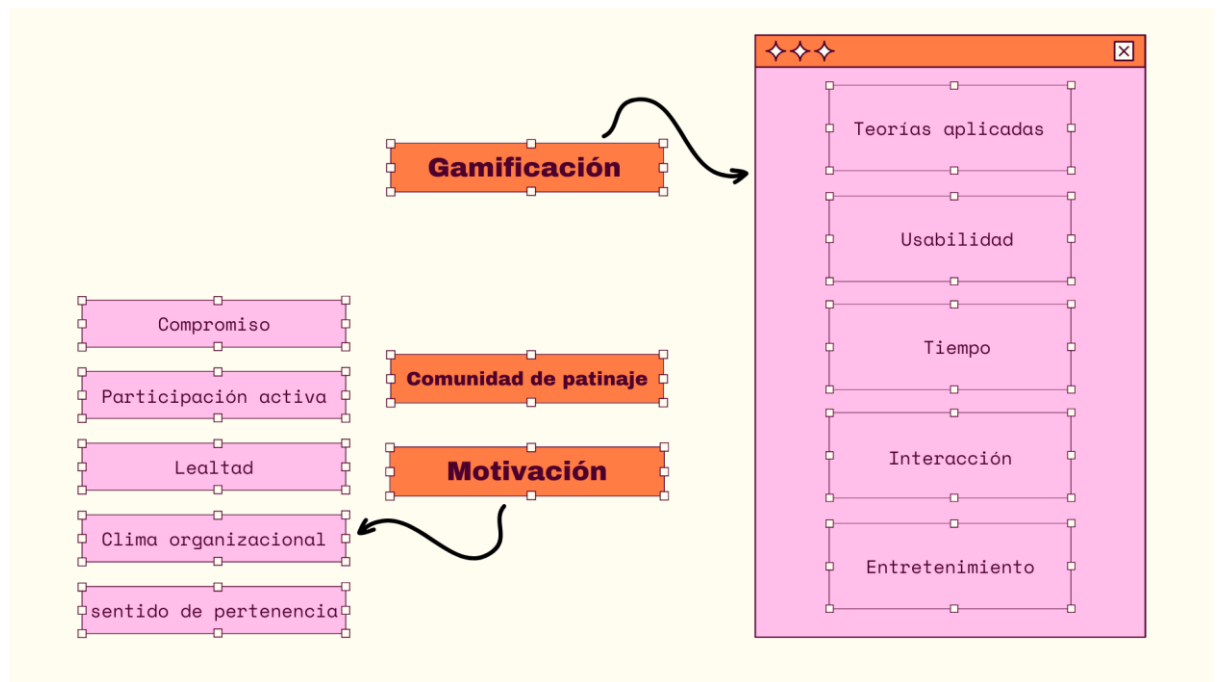 Gamificación
Teorías aplicadas
Usabilidad
Tiempo
Interacción
Entretenimiento
Comunidad de patinaje
Motivación
Compromiso
Participación activa
Lealtad
Clima organizacional
sentido de pertenencia